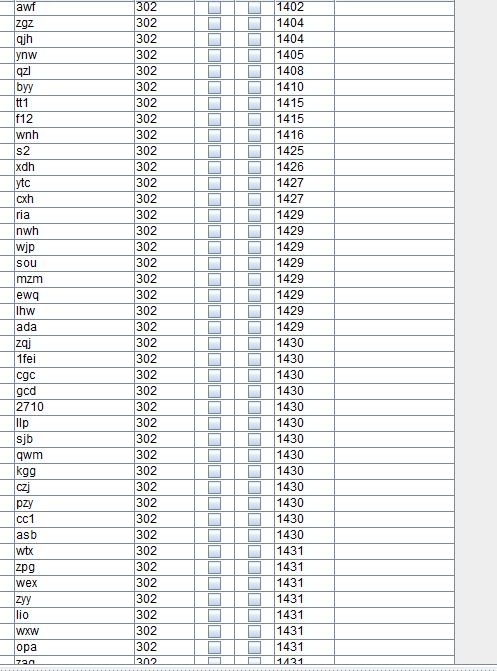 awf 302 1402
zgz 302 1404
qjh 302 1404
ynw 302 1405
qzl 302 1408
byy 302 1410
tt1 302 1415
f12 302 1415
wnh 302 1416
s2 302 1425
xdh 302 1426
ytc 302 1427
cxh 302 1427
ria 302 1429
nwh 302 1429
wjp 302 1429
sou 302 1429
mzm 302 1429
ewq 302 1429
lhw 302 1429
ada 302 1429
zqj 302 1430
1fei 302 1430
cgc 302 1430
gcd 302 1430
2710 302 1430
llp 302 1430
sjb 302 1430
qwm 302 1430
kgg 302 1430
czj 302 1430
pzy 302 1430
cc1 302 1430
asb 302 1430
wtx 302 1431
zpg 302 1431
wex 302 1431
zyy 302 1431
lio 302 1431
wxw 302 1431
opa 302 1431
302 1431